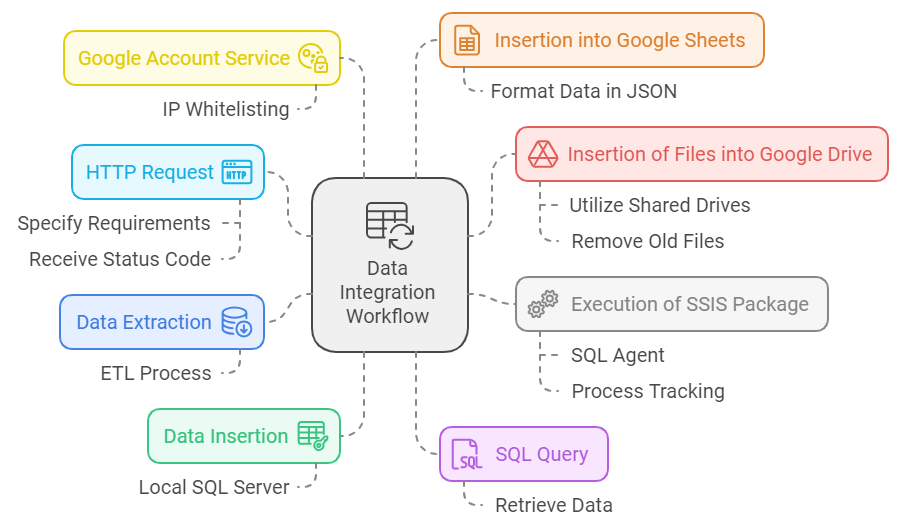 Google Account Service
IP Whitelisting
HTTP Request
HTTP
Specify Requirements
Receive Status Code
Data Extraction
ETL Process
Data Insertion
Local SQL Server
Data
Integration
Workflow
Insertion into Google Sheets
Format Data in JSON
Insertion of Files into Google Drive
Utilize Shared Drives
Remove Old Files
Execution of SSIS Package
SQL Agent
Process Tracking
SQL
SQL Query
Retrieve Data